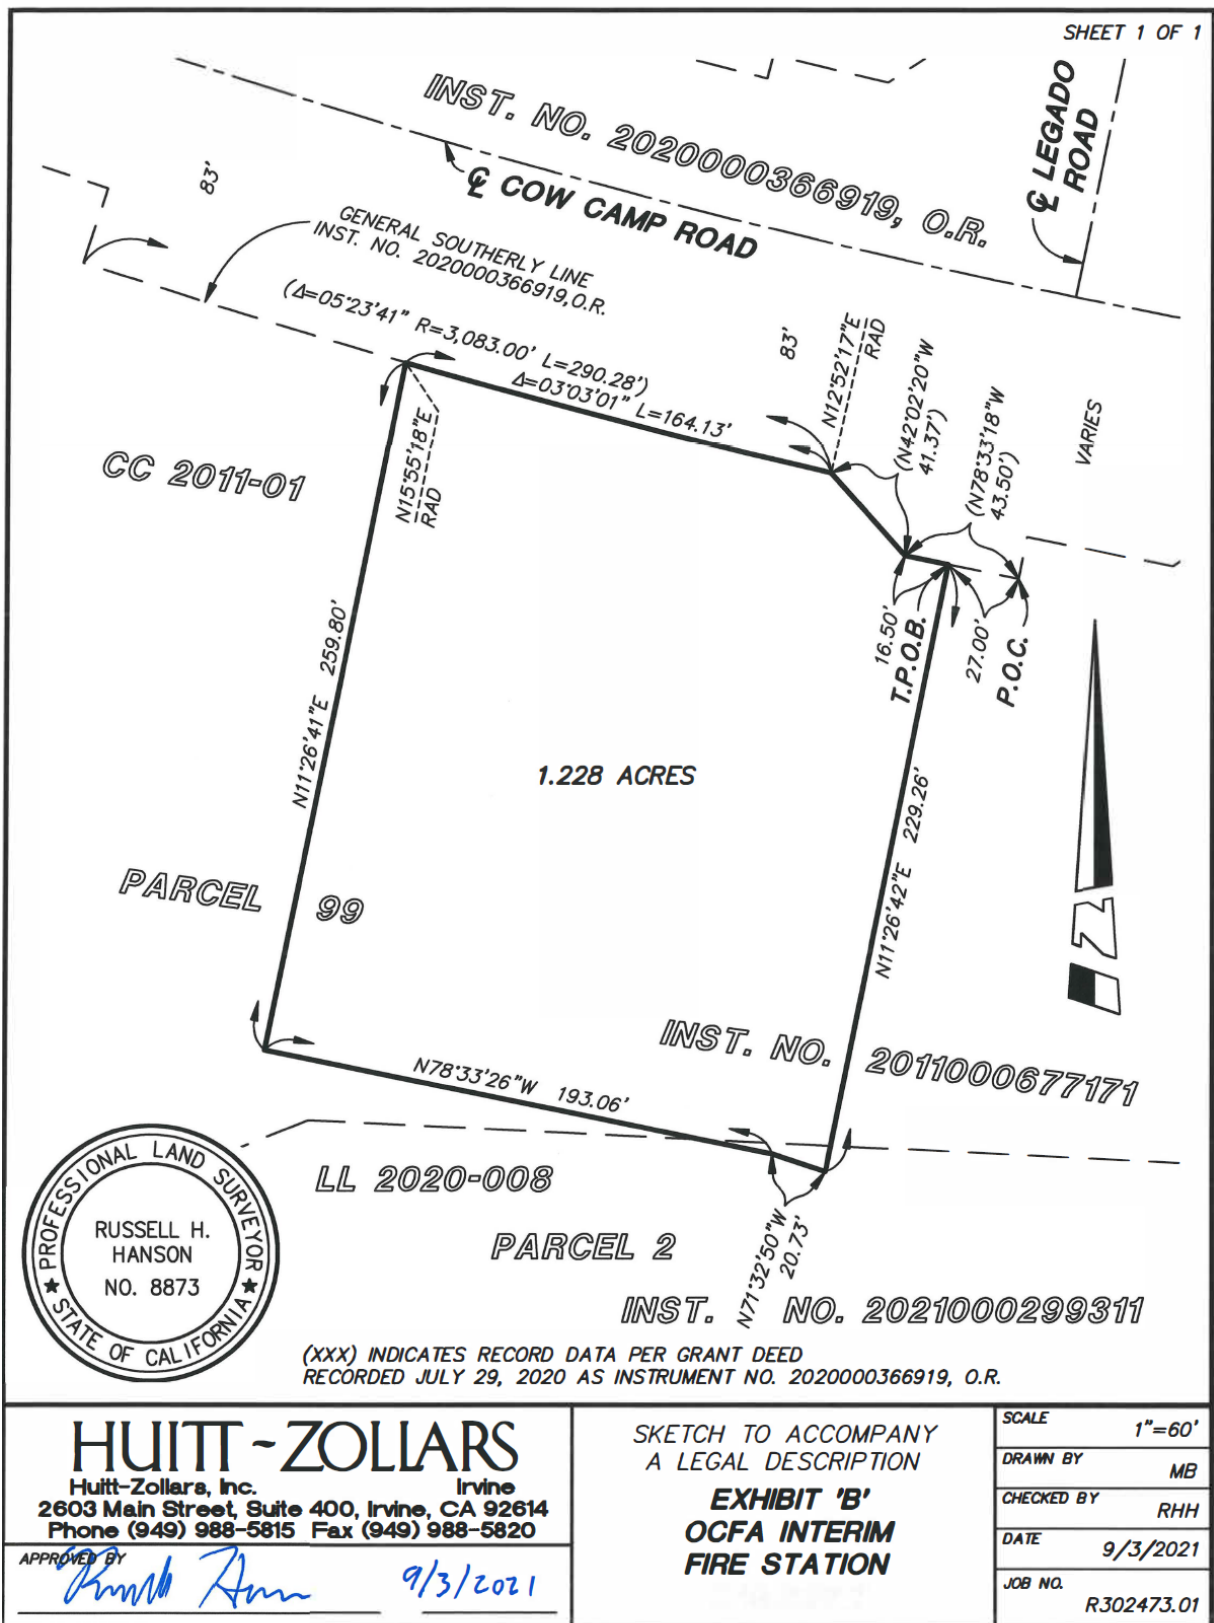 SHEET 1 OF 1
INST. NO. 2020000366919, O.R.
℄ COW CAMP ROAD
℄ LEGADO
ROAD
83'
GENERAL SOUTHERLY LINE
INST. NO. 2020000366919,O.R.
(Δ=05°23'41" R=3,083.00' L=290.28')
Δ=03°03'01" L=164.13'
83'
N12°52'17"E
RAD
(N42°02'20"W
41.37')
(N78°33'18"W
43.50')
VARIES
CC 2011-01
N15°55'18"E
RAD
16.50'
T.P.O.B.
27.00'
P.O.C.
N11°26'41"E 259.80'
1.228 ACRES
N11°26'42"E 229.26'
PARCEL 99
N
INST. NO. 2011000677171
N78°33'26"W 193.06'
LL 2020-008
PARCEL 2
N71°32'50"W
20.73'
INST. NO. 2021000299311
PROFESSIONAL LAND SURVEYOR
RUSSELL H.
HANSON
NO. 8873
★ STATE OF CALIFORNIA ★
(XXX) INDICATES RECORD DATA PER GRANT DEED
RECORDED JULY 29, 2020 AS INSTRUMENT NO. 2020000366919, O.R.
HUITT-ZOLLARS
Huitt-Zollars, Inc. Irvine
2603 Main Street, Suite 400, Irvine, CA 92614
Phone (949) 988-5815 Fax (949) 988-5820
APPROVED BY
9/3/2021
SKETCH TO ACCOMPANY
A LEGAL DESCRIPTION
EXHIBIT 'B'
OCFA INTERIM
FIRE STATION
SCALE 1"=60'
DRAWN BY MB
CHECKED BY RHH
DATE 9/3/2021
JOB NO. R302473.01